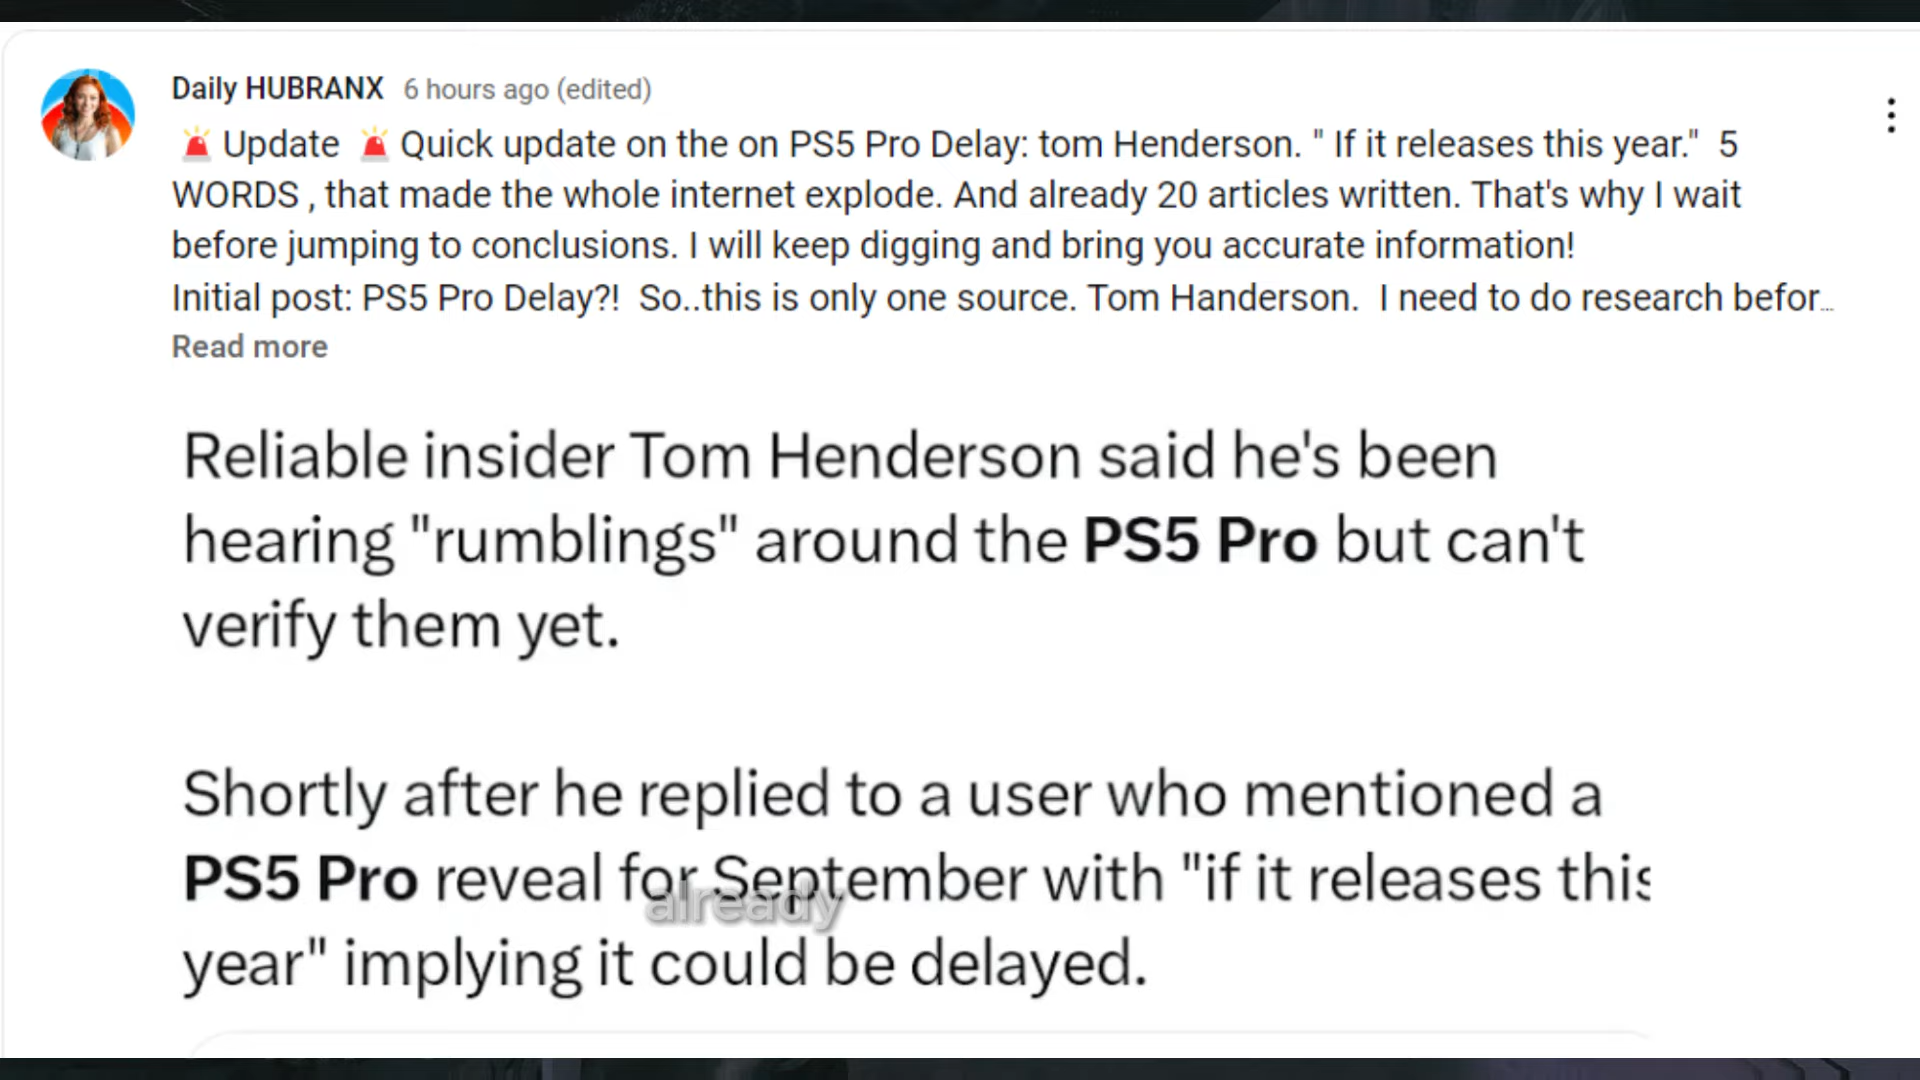 Daily HUBRANX 6 hours ago (edited)
🚨 Update 🚨 Quick update on the on PS5 Pro Delay: tom Henderson. " If it releases this year." 5
WORDS , that made the whole internet explode. And already 20 articles written. That's why I wait
before jumping to conclusions. I will keep digging and bring you accurate information!
Initial post: PS5 Pro Delay?! So..this is only one source. Tom Handerson. I need to do research befor...
Read more
Reliable insider Tom Henderson said he's been
hearing "rumblings" around the PS5 Pro but can't
verify them yet.
Shortly after he replied to a user who mentioned a
PS5 Pro reveal for September with "if it releases this
already
year" implying it could be delayed.